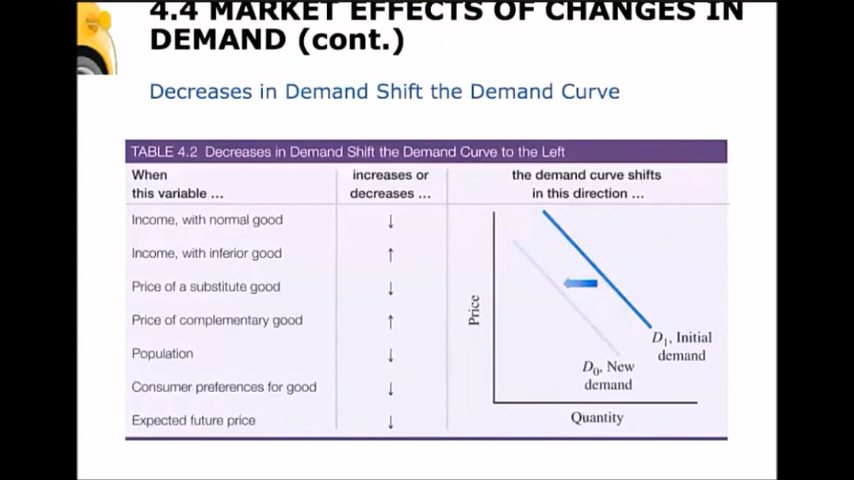 4.4 MARKET EFFECTS OF CHANGES IN
DEMAND (cont.)
Decreases in Demand Shift the Demand Curve
TABLE 4.2 Decreases in Demand Shift the Demand Curve to the Left
When
this variable ...
increases or
decreases ...
the demand curve shifts
in this direction ...
Income, with normal good ↓
Income, with inferior good ↑
Price of a substitute good ↓
Price of complementary good ↑
Population ↓
Consumer preferences for good ↓
Expected future price ↓
Price
D₁, Initial
demand
D₀, New
demand
Quantity